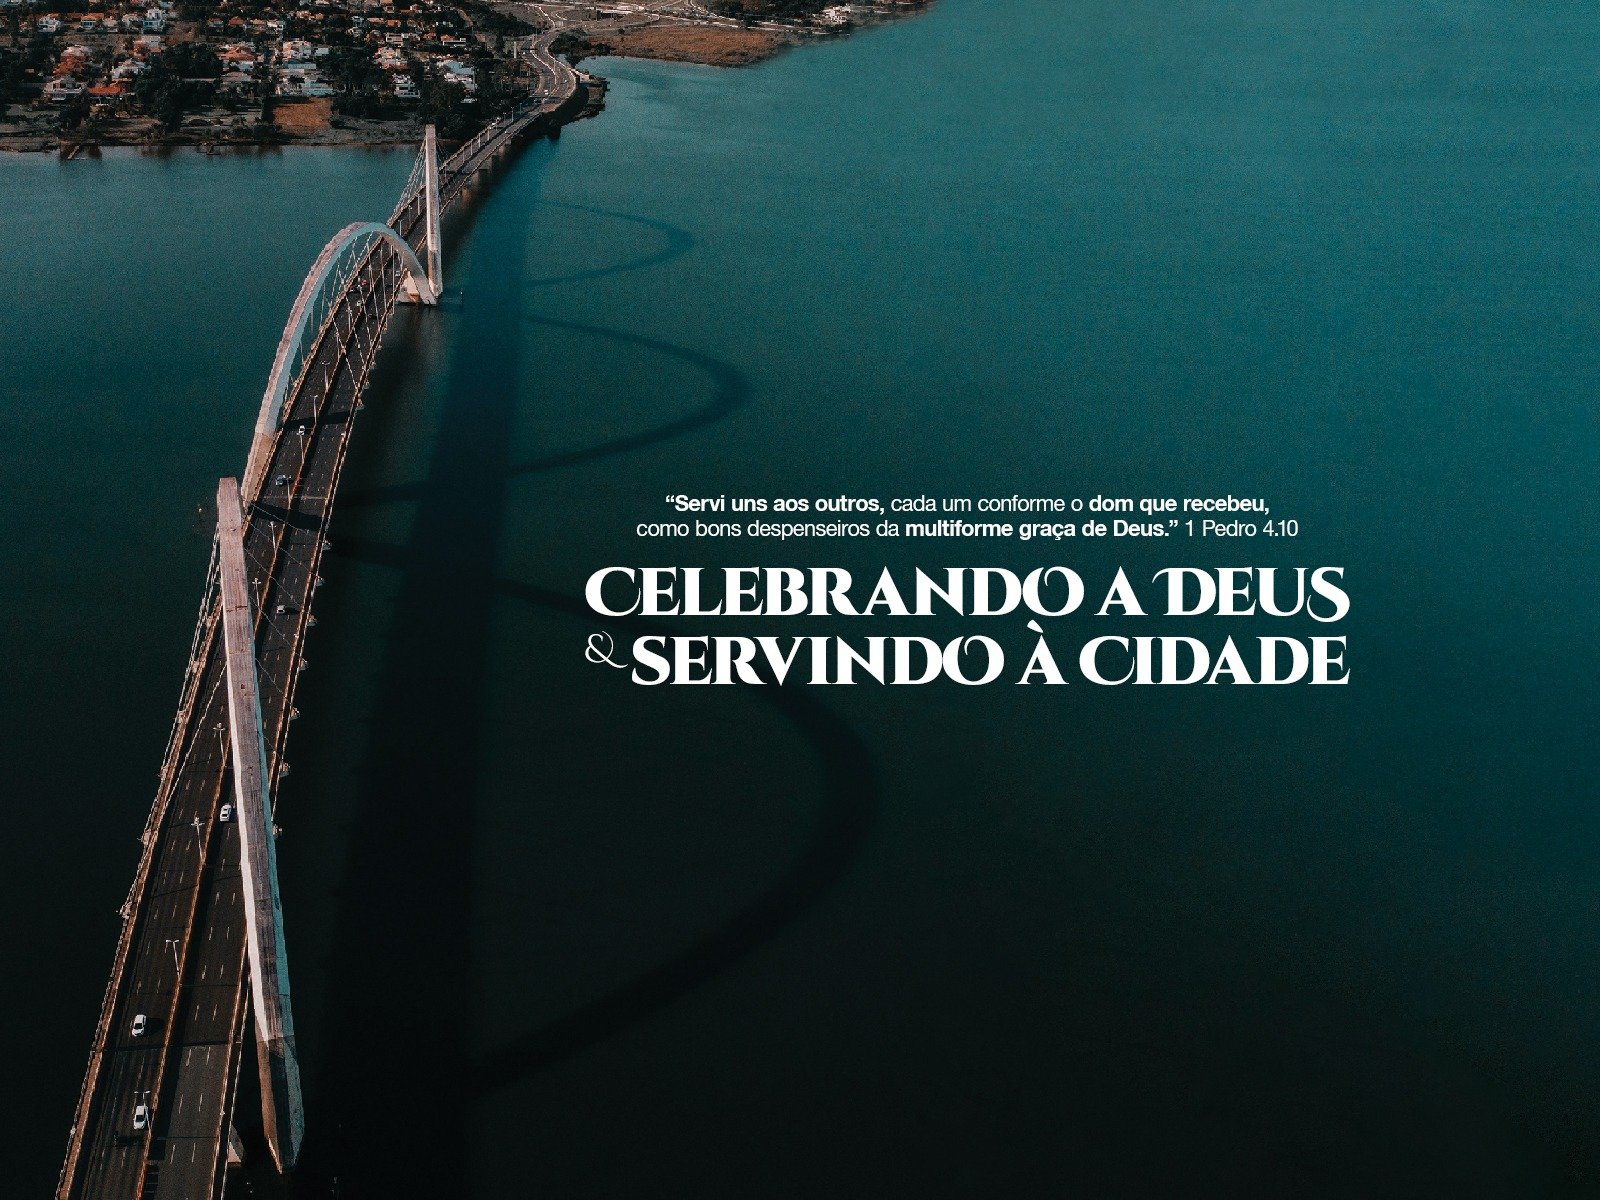 “Servi uns aos outros, cada um conforme o dom que recebeu,
como bons despenseiros da multiforme graça de Deus.” 1 Pedro 4.10
CELEBRANDO A DEUS
& SERVINDO À CIDADE